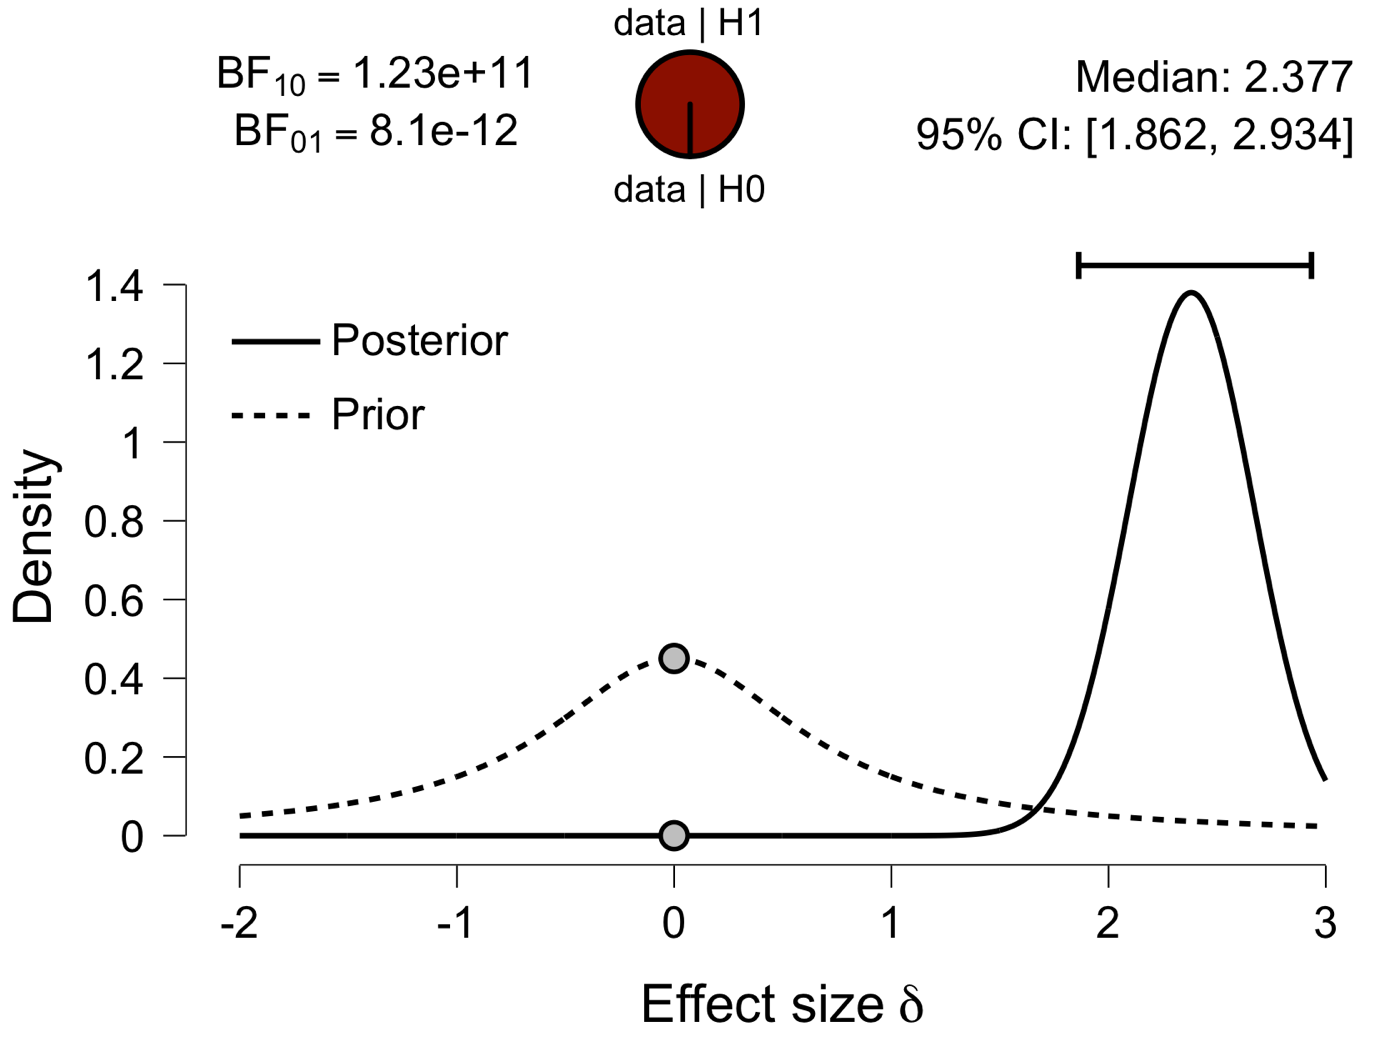 data | H1
BF₁₀ = 1.23e+11
BF₀₁ = 8.1e-12
data | H0
Median: 2.377
95% CI: [1.862, 2.934]
Posterior
Prior
Density
1.4
1.2
1
0.8
0.6
0.4
0.2
0
-2 -1 0 1 2 3
Effect size δ